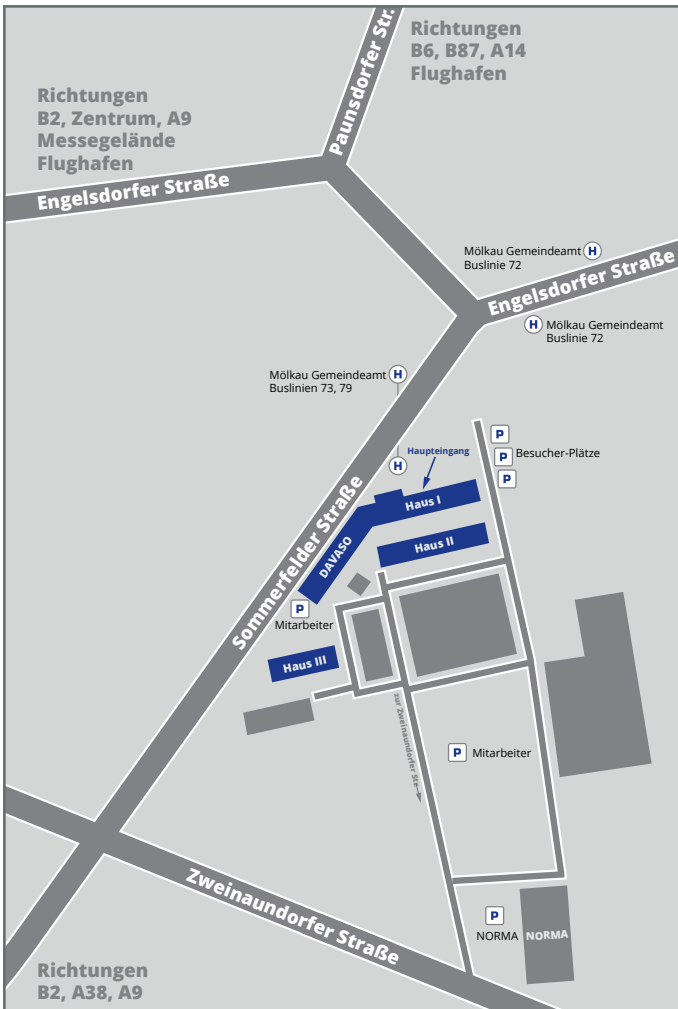 Richtungen
B6, B87, A14
Flughafen
Paunsdorfer Str.
Richtungen
B2, Zentrum, A9
Messegelände
Flughafen
Engelsdorfer Straße
Mölkau Gemeindeamt H
Buslinie 72
Engelsdorfer Straße
H Mölkau Gemeindeamt
Buslinie 72
Mölkau Gemeindeamt H
Buslinien 73, 79
P
Haupteingang
P Besucher-Plätze
H
P
Haus I
Sommerfelder Straße
DAVASO
Haus II
P
Mitarbeiter
Haus III
zur Zweinaundorfer Ste
P Mitarbeiter
Zweinaundorfer Straße
P
NORMA
NORMA
Richtungen
B2, A38, A9